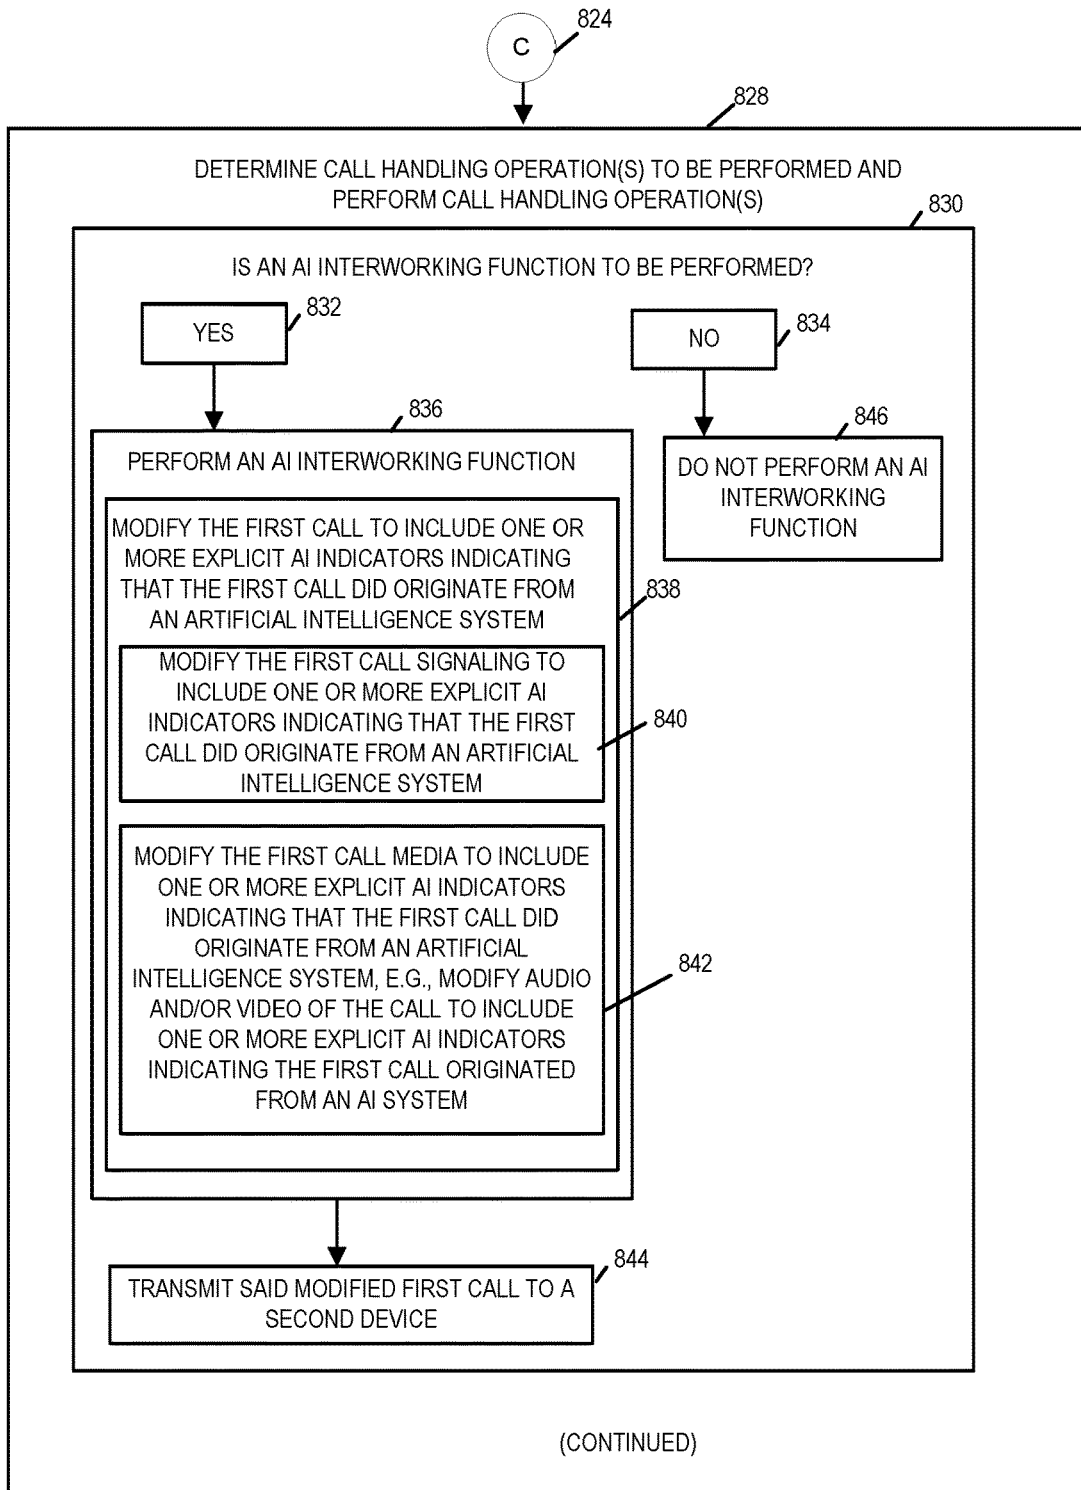 824
C
828
DETERMINE CALL HANDLING OPERATION(S) TO BE PERFORMED AND
PERFORM CALL HANDLING OPERATION(S)
830
IS AN AI INTERWORKING FUNCTION TO BE PERFORMED?
832
YES
834
NO
836
PERFORM AN AI INTERWORKING FUNCTION
846
DO NOT PERFORM AN AI
INTERWORKING
FUNCTION
MODIFY THE FIRST CALL TO INCLUDE ONE OR
MORE EXPLICIT AI INDICATORS INDICATING
THAT THE FIRST CALL DID ORIGINATE FROM
AN ARTIFICIAL INTELLIGENCE SYSTEM
838
MODIFY THE FIRST CALL SIGNALING TO
INCLUDE ONE OR MORE EXPLICIT AI
INDICATORS INDICATING THAT THE FIRST
CALL DID ORIGINATE FROM AN ARTIFICIAL
INTELLIGENCE SYSTEM
840
MODIFY THE FIRST CALL MEDIA TO INCLUDE
ONE OR MORE EXPLICIT AI INDICATORS
INDICATING THAT THE FIRST CALL DID
ORIGINATE FROM AN ARTIFICIAL
INTELLIGENCE SYSTEM, E.G., MODIFY AUDIO
AND/OR VIDEO OF THE CALL TO INCLUDE
ONE OR MORE EXPLICIT AI INDICATORS
INDICATING THE FIRST CALL ORIGINATED
FROM AN AI SYSTEM
842
TRANSMIT SAID MODIFIED FIRST CALL TO A
SECOND DEVICE
844
(CONTINUED)